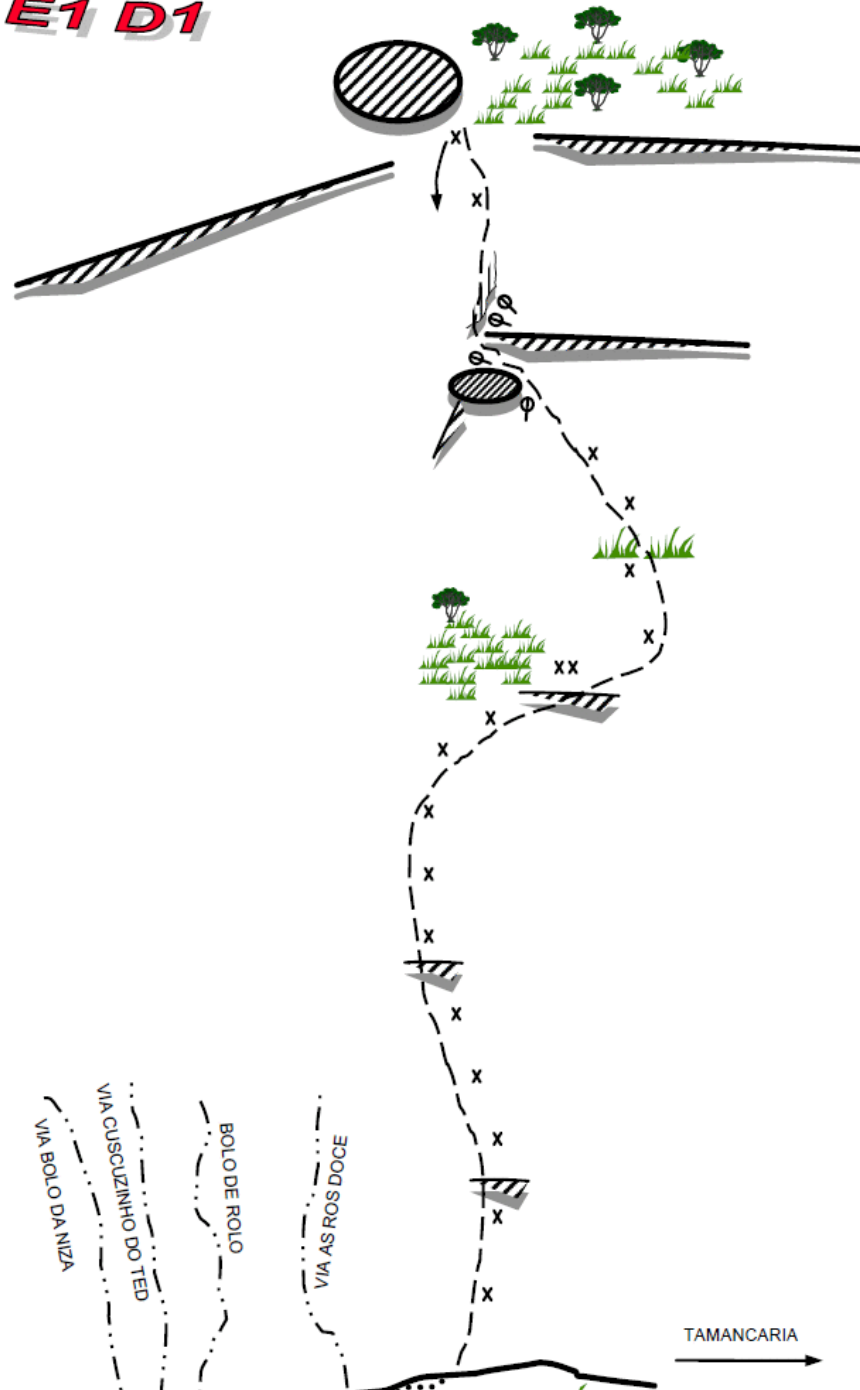 E1 D1
VIA BOLO DA NIZA
VIA CUSCUZINHO DO TED
BOLO DE ROLO
VIA AS ROS DOCE
TAMANCARIA